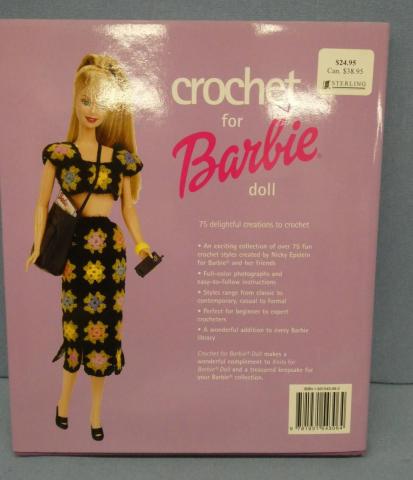 $24.95
Can. $38.95
STERLING
crochet
for
Barbie®
doll
75 delightful creations to crochet
• An exciting collection of over 75 fun
crochet styles created by Nicky Epstein
for Barbie® and her friends
• Full-color photographs and
easy-to-follow instructions
• Styles range from classic to
contemporary, casual to formal
• Perfect for beginner to expert
crocheters
• A wonderful addition to every Barbie
library
Crochet for Barbie® Doll makes a
wonderful complement to Knits for
Barbie® Doll and a treasured keepsake for
your Barbie® collection.